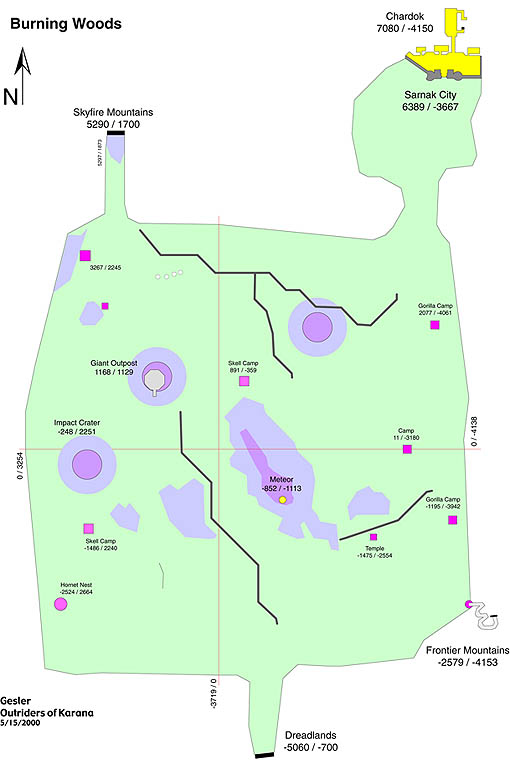 Burning Woods
Chardok
7080 / -4150
N
Sarnak City
6389 / -3667
Skyfire Mountains
5290 / 1700
5297 / 1873
3267 / 2245
Gorilla Camp
2077 / -4061
Giant Outpost
1168 / 1129
Skell Camp
891 / -359
Impact Crater
-248 / 2251
Camp
11 / -3180
0 / -4138
0 / 3254
Meteor
-852 / -1113
Gorilla Camp
-1195 / -3942
Skell Camp
-1486 / 2240
Temple
-1475 / -2554
Hornet Nest
-2524 / 2664
Frontier Mountains
-2579 / -4153
-3719 / 0
Gesler
Outriders of Karana
5/15/2000
Dreadlands
-5060 / -700